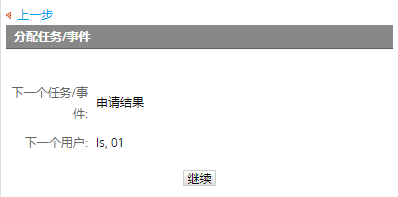 上一步
分配任务/事件
下一个任务/事
件:
申请结果
下一个用户: ls, 01
继续